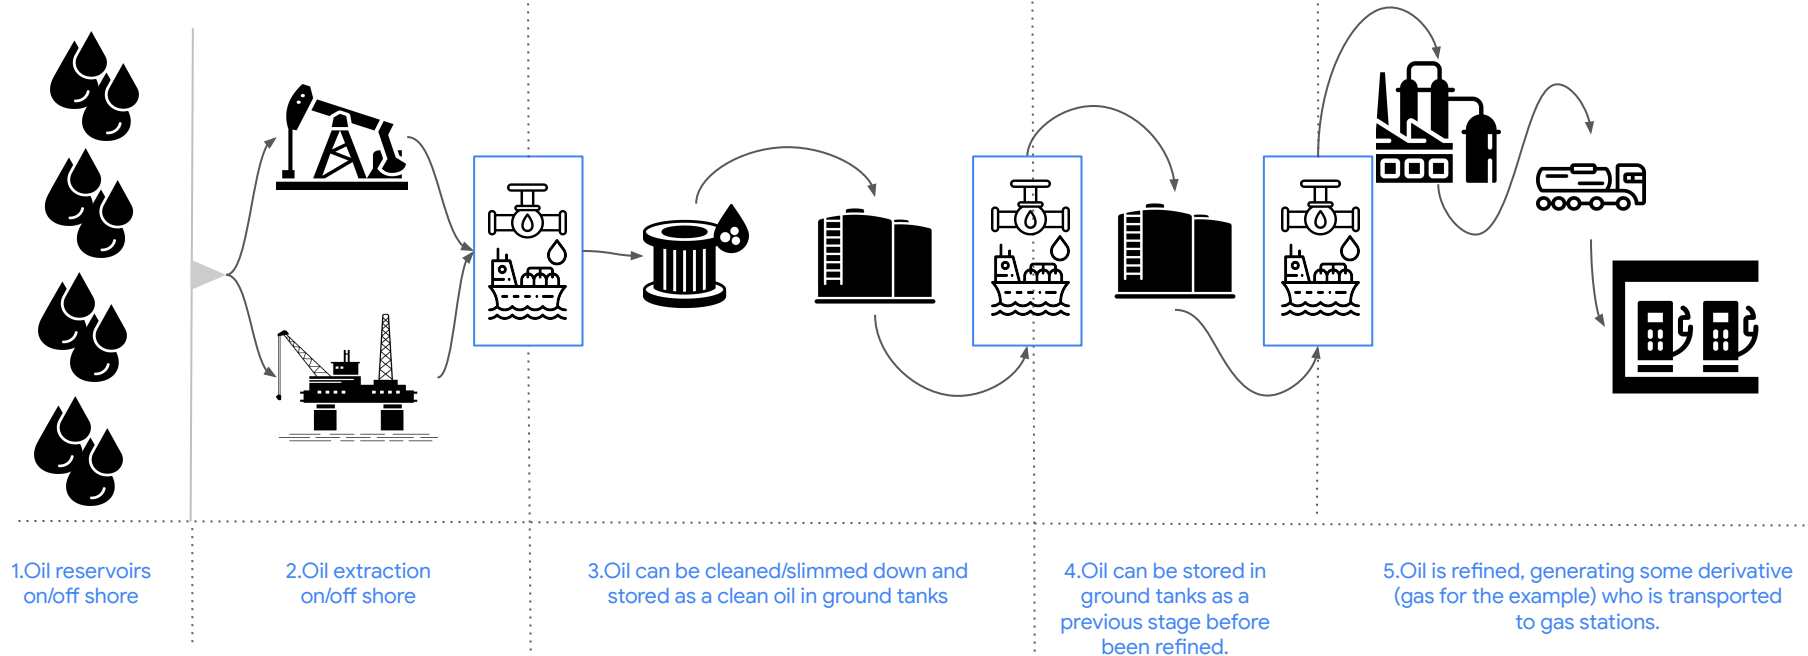 1.Oil reservoirs
on/off shore
2.Oil extraction
on/off shore
3.Oil can be cleaned/slimmed down and
stored as a clean oil in ground tanks
4.Oil can be stored in
ground tanks as a
previous stage before
been refined.
5.Oil is refined, generating some derivative
(gas for the example) who is transported
to gas stations.